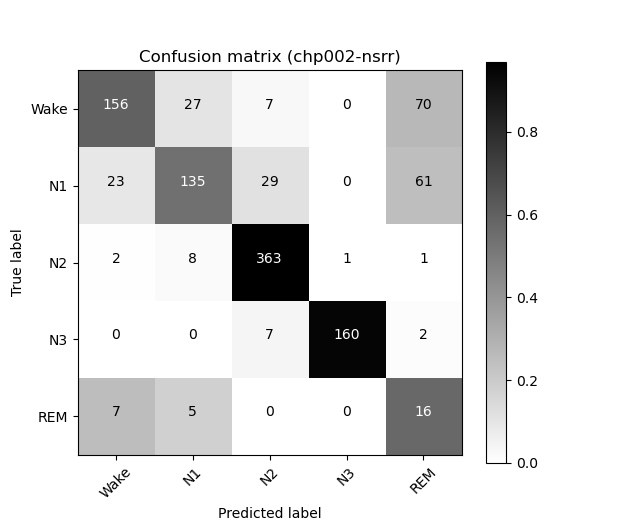 Confusion matrix (chp002-nsrr)
Wake 156 27 7 0 70
N1 23 135 29 0 61
N2 2 8 363 1 1
N3 0 0 7 160 2
REM 7 5 0 0 16
Wake N1 N2 N3 REM
True label
Predicted label
0.8
0.6
0.4
0.2
0.0